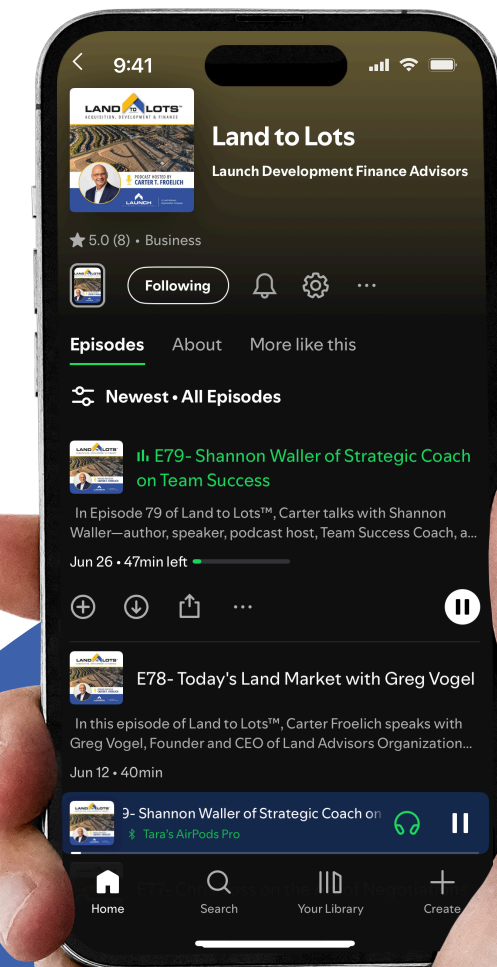 9:41
LAND TO LOTS™
ACQUISITION, DEVELOPMENT & FINANCE
PODCAST HOSTED BY
CARTER T. FROELICH
LAUNCH
Land to Lots
Launch Development Finance Advisors
5.0 (8) • Business
Following
Episodes About More like this
Newest • All Episodes
E79- Shannon Waller of Strategic Coach
on Team Success
In Episode 79 of Land to Lots™, Carter talks with Shannon
Waller—author, speaker, podcast host, Team Success Coach, a...
Jun 26 • 47min left
E78- Today's Land Market with Greg Vogel
In this episode of Land to Lots™, Carter Froelich speaks with
Greg Vogel, Founder and CEO of Land Advisors Organization...
Jun 12 • 40min
9- Shannon Waller of Strategic Coach on
Tara's AirPods Pro
Home Search Your Library Create